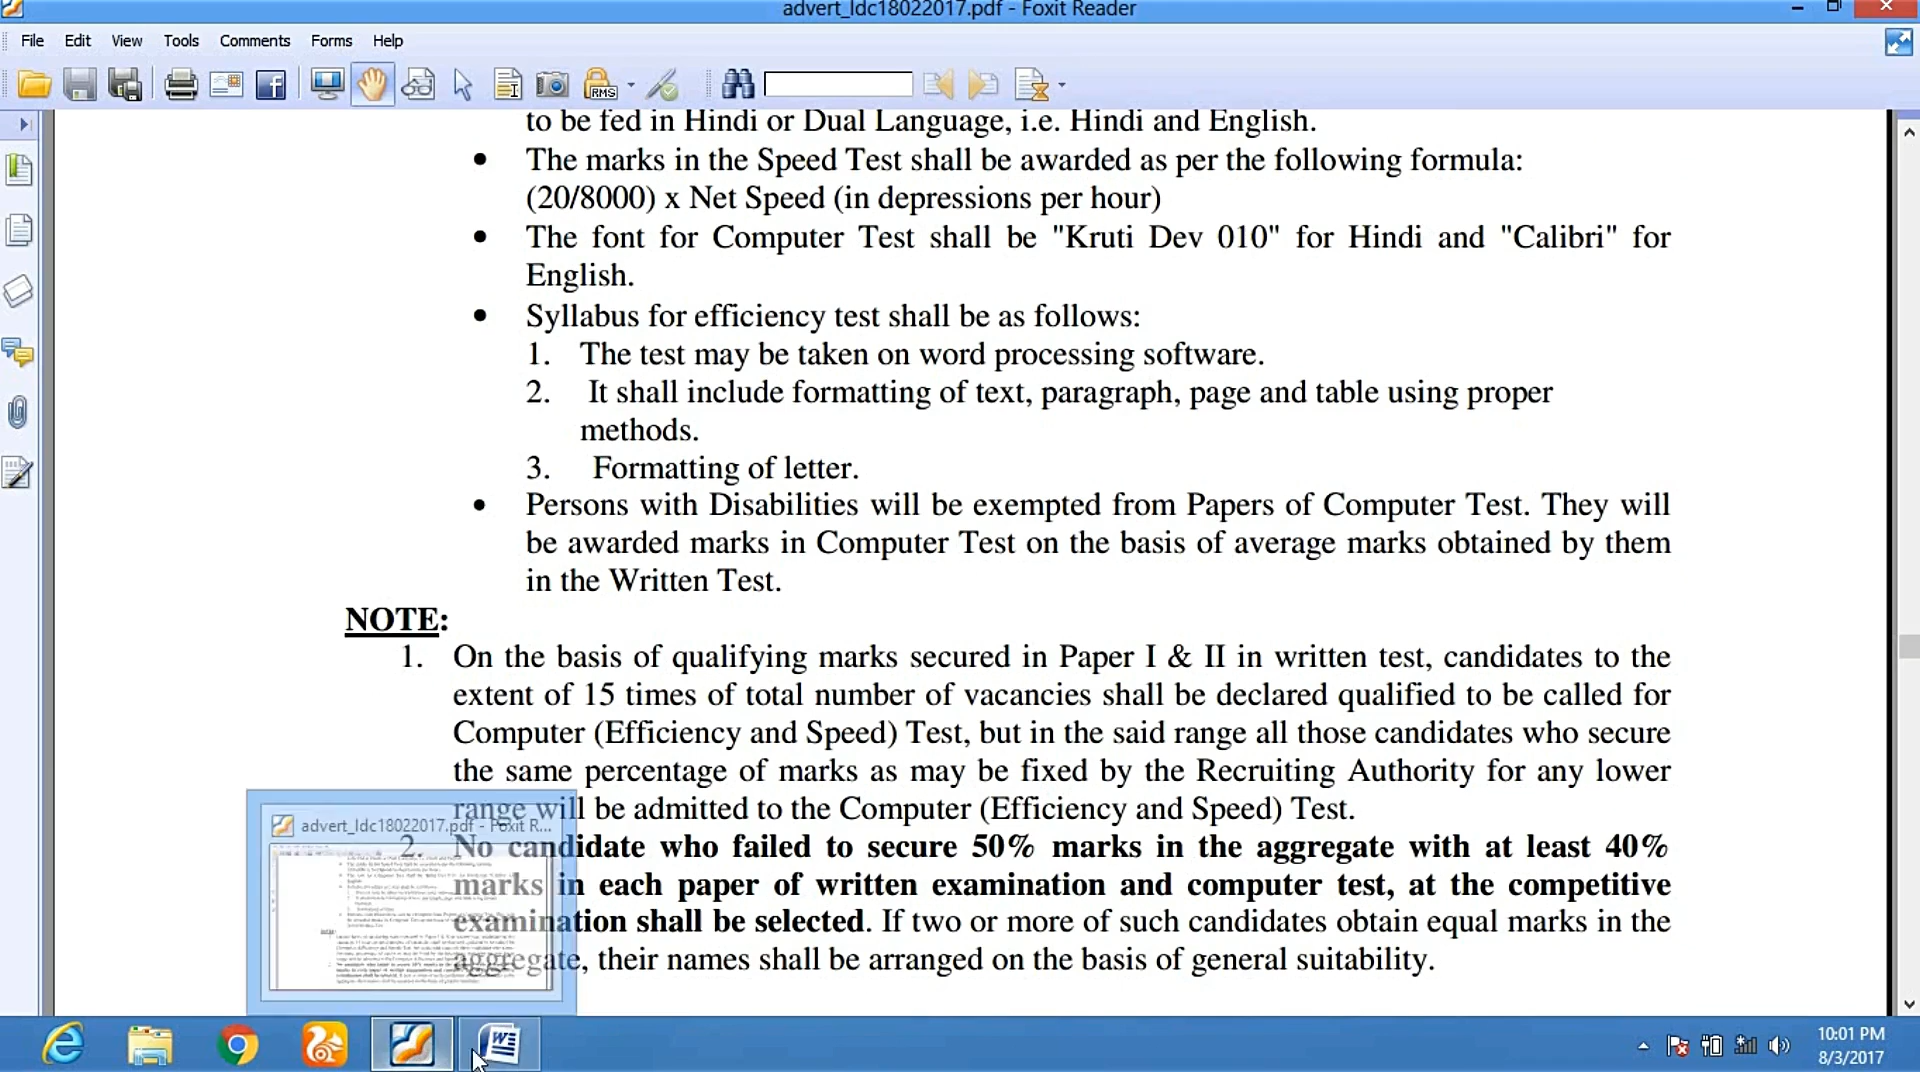 advert_ldc18022017.pdf - Foxit Reader
File Edit View Tools Comments Forms Help
RMS
to be fed in Hindi or Dual Language, i.e. Hindi and English.
• The marks in the Speed Test shall be awarded as per the following formula:
(20/8000) x Net Speed (in depressions per hour)
• The font for Computer Test shall be "Kruti Dev 010" for Hindi and "Calibri" for
English.
• Syllabus for efficiency test shall be as follows:
1. The test may be taken on word processing software.
2. It shall include formatting of text, paragraph, page and table using proper
methods.
3. Formatting of letter.
• Persons with Disabilities will be exempted from Papers of Computer Test. They will
be awarded marks in Computer Test on the basis of average marks obtained by them
in the Written Test.
NOTE:
1. On the basis of qualifying marks secured in Paper I & II in written test, candidates to the
extent of 15 times of total number of vacancies shall be declared qualified to be called for
Computer (Efficiency and Speed) Test, but in the said range all those candidates who secure
the same percentage of marks as may be fixed by the Recruiting Authority for any lower
range will be admitted to the Computer (Efficiency and Speed) Test.
advert_ldc18022017.pdf - Foxit R...
2. No candidate who failed to secure 50% marks in the aggregate with at least 40%
marks in each paper of written examination and computer test, at the competitive
examination shall be selected. If two or more of such candidates obtain equal marks in the
aggregate, their names shall be arranged on the basis of general suitability.
10:01 PM
8/3/2017